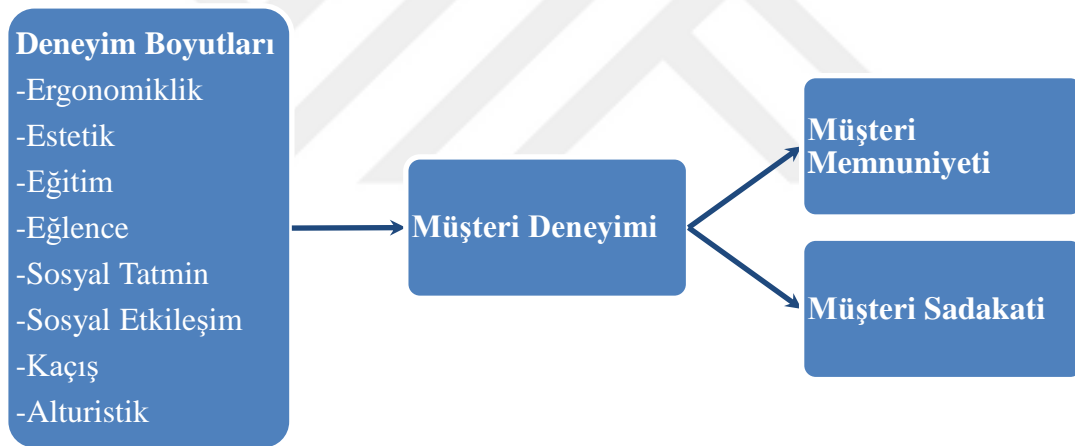 Deneyim Boyutları
-Ergonomiklik
-Estetik
-Eğitim
-Eğlence
-Sosyal Tatmin
-Sosyal Etkileşim
-Kaçış
-Alturistik
Müşteri Deneyimi
Müşteri
Memnuniyeti
Müşteri Sadakati